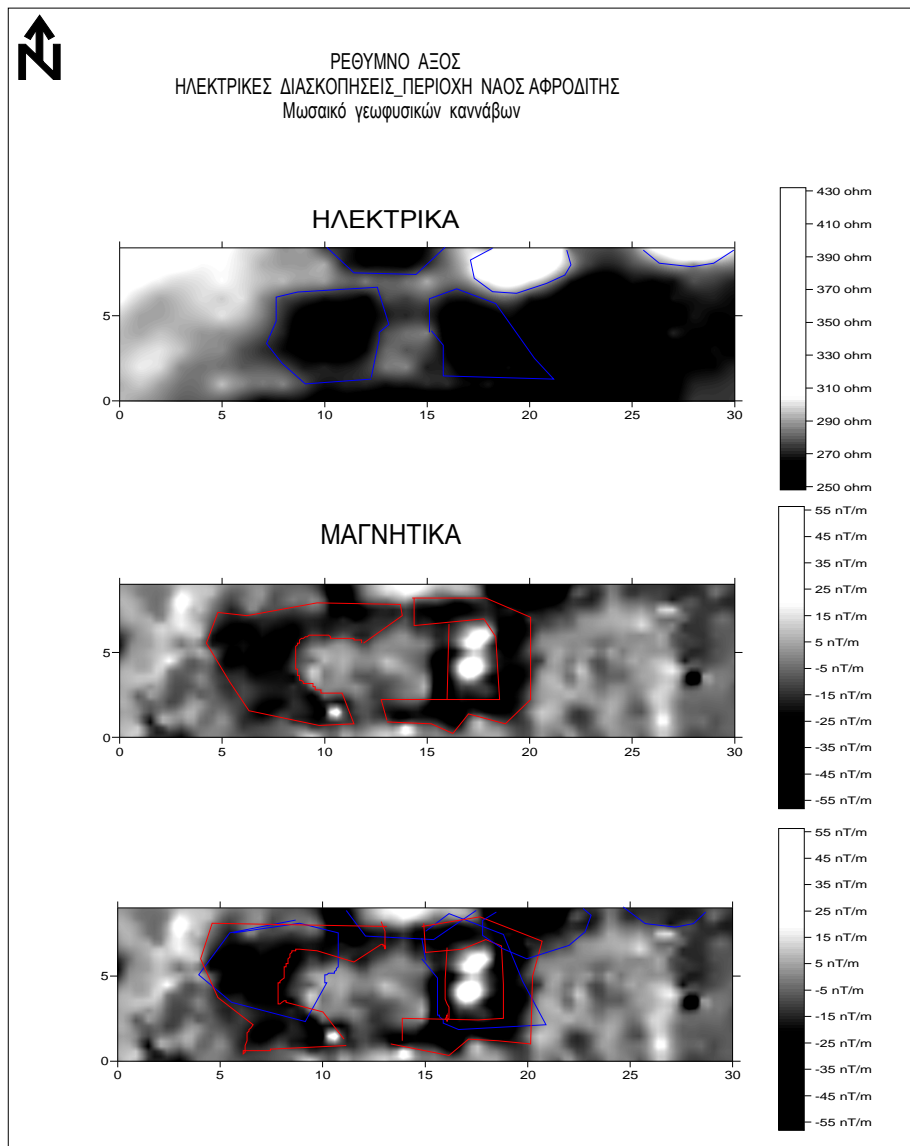 N
ΡΕΘΥΜΝΟ ΑΞΟΣ
ΗΛΕΚΤΡΙΚΕΣ ΔΙΑΣΚΟΠΗΣΕΙΣ_ΠΕΡΙΟΧΗ ΝΑΟΣ ΑΦΡΟΔΙΤΗΣ
Μωσαικό γεωφυσικών καννάβων
ΗΛΕΚΤΡΙΚΑ
5
0
0 5 10 15 20 25 30
430 ohm
410 ohm
390 ohm
370 ohm
350 ohm
330 ohm
310 ohm
290 ohm
270 ohm
250 ohm
ΜΑΓΝΗΤΙΚΑ
5
0
0 5 10 15 20 25 30
55 nT/m
45 nT/m
35 nT/m
25 nT/m
15 nT/m
5 nT/m
-5 nT/m
-15 nT/m
-25 nT/m
-35 nT/m
-45 nT/m
-55 nT/m
5
0
0 5 10 15 20 25 30
55 nT/m
45 nT/m
35 nT/m
25 nT/m
15 nT/m
5 nT/m
-5 nT/m
-15 nT/m
-25 nT/m
-35 nT/m
-45 nT/m
-55 nT/m